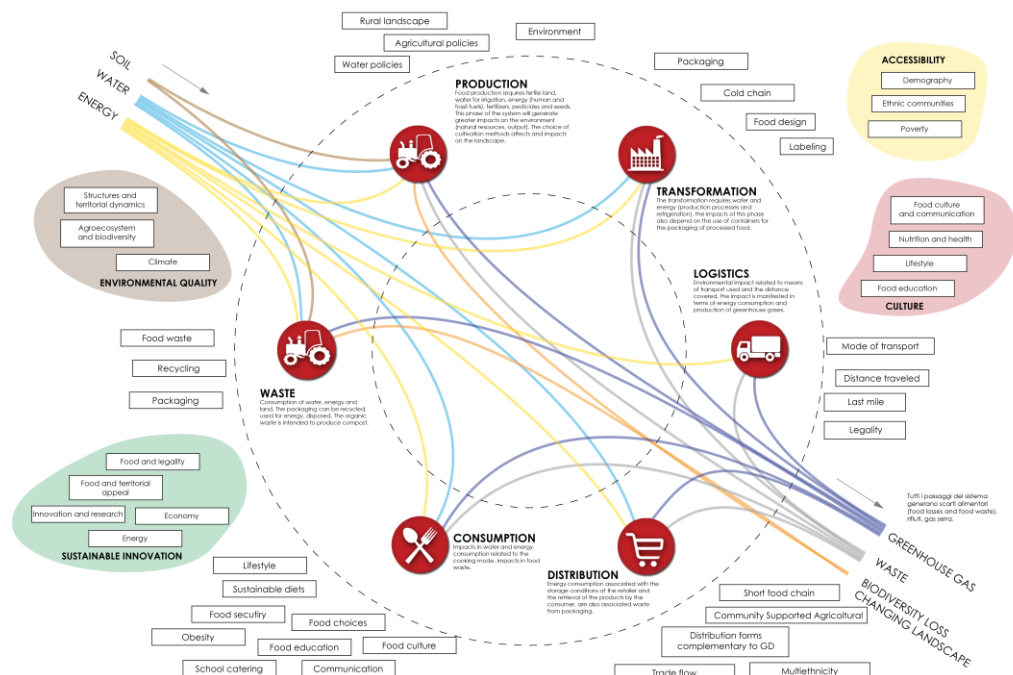 Rural landscape
Agricultural policies
Water policies
Environment
Packaging
Cold chain
Food design
Labeling
ACCESSIBILITY
Demography
Ethnic communities
Poverty
SOIL
WATER
ENERGY
PRODUCTION
Food production requires fertile land,
water for irrigation, energy (human and
fossil fuels), fertilizers, pesticides and seeds.
This phase of the system will generate
greater impacts on the environment
(natural resources, output). The choice of
cultivation methods affects and impacts
on the landscape.
TRANSFORMATION
The transformation requires water and
energy (production processes and
refrigeration), the impacts of this phase
also depend on the use of containers for
the packaging of processed food.
Structures and
territorial dynamics
Agroecosystem
and biodiversity
Climate
ENVIRONMENTAL QUALITY
Food culture
and communication
Nutrition and health
Lifestyle
Food education
CULTURE
LOGISTICS
Environmental impact related to means
of transport used and the distance
covered, the impact is manifested in
terms of energy consumption and
production of greenhouse gases.
Food waste
Recycling
Packaging
WASTE
Consumption of water, energy and
land. The packaging can be recycled,
used for energy, disposed. The organic
waste is intended to produce compost.
Mode of transport
Distance traveled
Last mile
Legality
Food and legality
Food and territorial
appeal
Innovation and research
Economy
Energy
SUSTAINABLE INNOVATION
CONSUMPTION
Impacts in water and energy
consumption related to the
cooking mode, impacts in food
waste.
DISTRIBUTION
Energy consumption associated with the
storage conditions at the retailer and
the retrieval of the products by the
consumer, are also associated waste
from packaging.
Tutti i passaggi del sistema
generano scarti alimentari
(food losses and food waste),
rifiuti, gas serra.
GREENHOUSE GAS
WASTE
BIODIVERSITY LOSS
CHANGING LANDSCAPE
Lifestyle
Sustainable diets
Food secutiry
Food choices
Obesity
Food education
Food culture
School catering
Communication
Short food chain
Community Supported Agricoltural
Distribution forms
complementary to GD
Trade flow
Multiethnicity